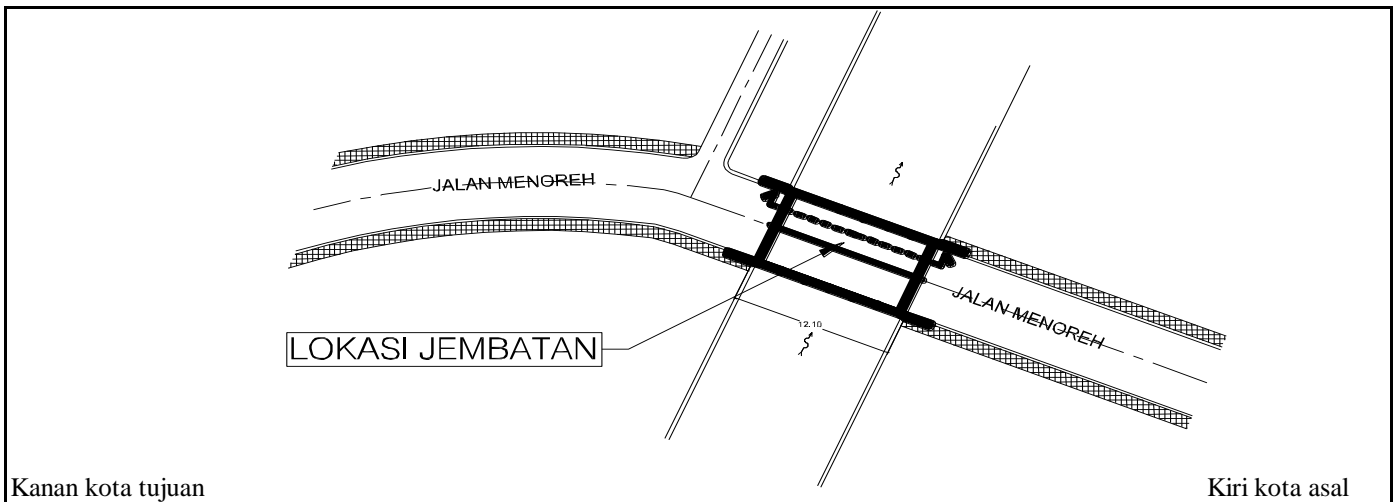 JALAN MENOREH
JALAN MENOREH
12.10
LOKASI JEMBATAN
Kanan kota tujuan
Kiri kota asal